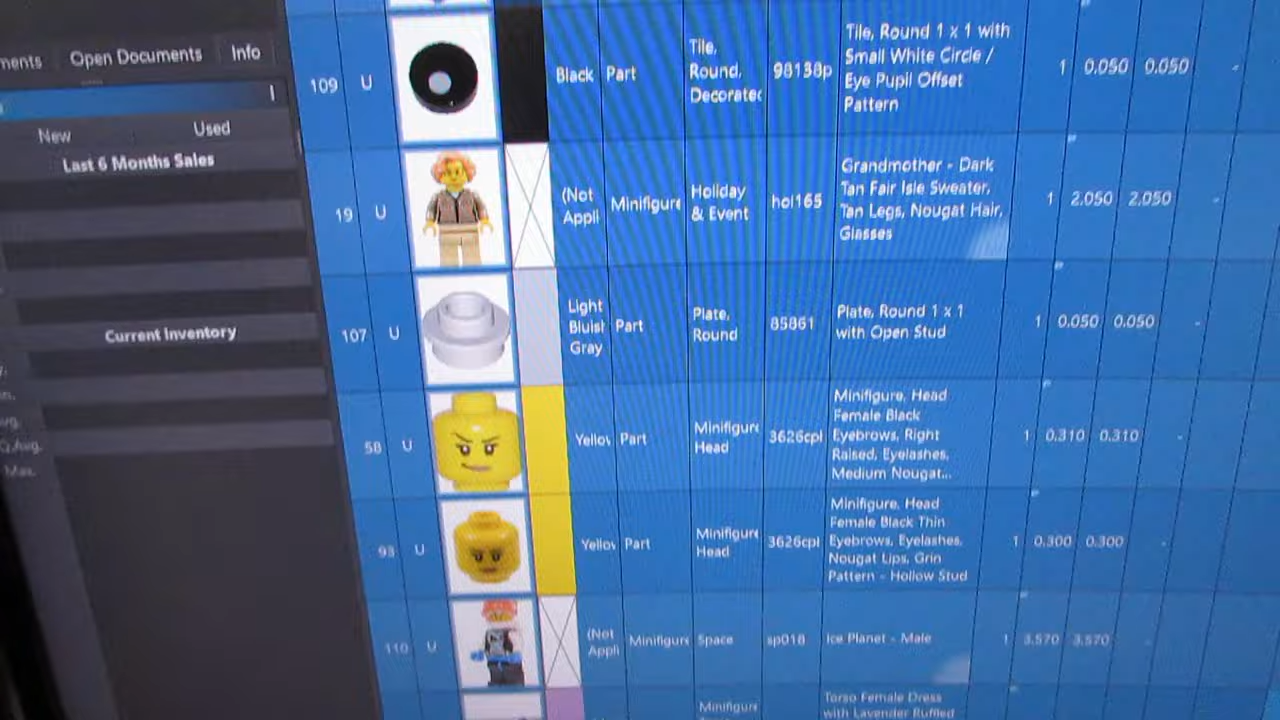 Open Documents Info
New Used
Last 6 Months Sales
Current Inventory
109 U Black Part Tile, Round, Decorated 98138p Tile, Round 1 x 1 with Small White Circle / Eye Pupil Offset Pattern 1 0.050 0.050 -
19 U (Not Appli Minifigure Holiday & Event hol165 Grandmother - Dark Tan Fair Isle Sweater, Tan Legs, Nougat Hair, Glasses 1 2.050 2.050 -
107 U Light Bluish Gray Part Plate, Round 85861 Plate, Round 1 x 1 with Open Stud 1 0.050 0.050 -
58 U Yellov Part Minifigure Head 3626cpl Minifigure, Head Female Black Eyebrows, Right Raised, Eyelashes, Medium Nougat... 1 0.310 0.310 -
93 U Yellov Part Minifigure Head 3626cpl Minifigure, Head Female Black Thin Eyebrows, Eyelashes, Nougat Lips, Grin Pattern - Hollow Stud 1 0.300 0.300 -
110 U (Not Appli Minifigure Space sp018 Ice Planet - Male 1 3.570 3.570 -
Minifigure Torso Female Dress with Lavender Ruffled